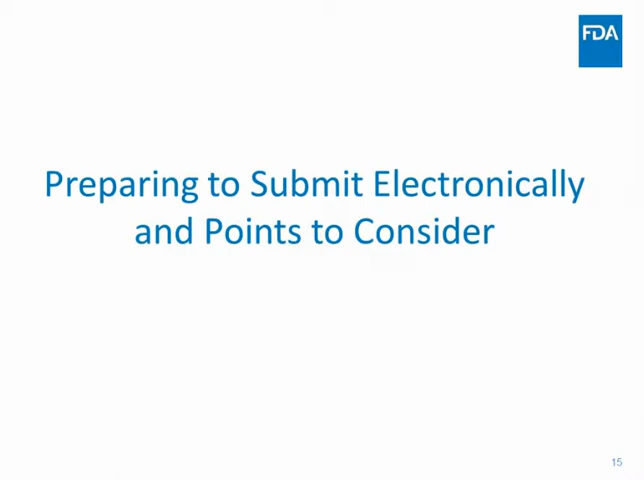 FDA
Preparing to Submit Electronically
and Points to Consider
15